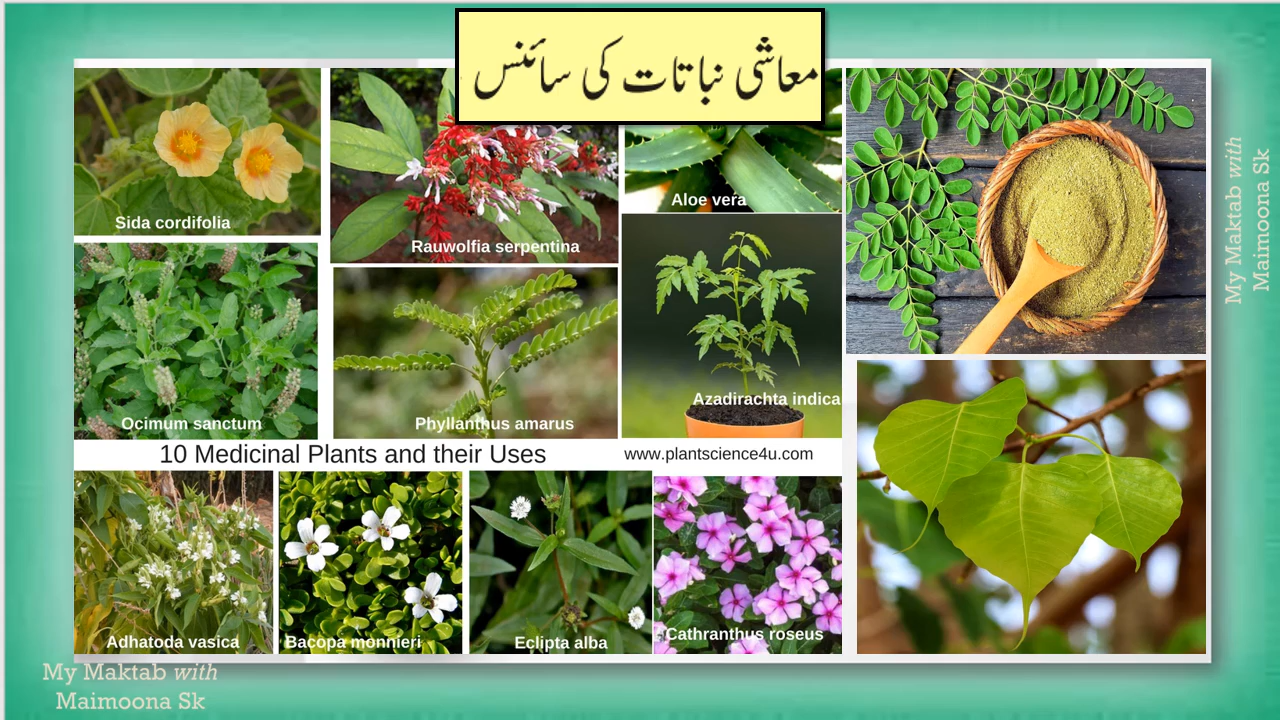 معاشی نباتات کی سائنس
Sida cordifolia
Rauwolfia serpentina
Aloe vera
Ocimum sanctum
Phyllanthus amarus
Azadirachta indica
10 Medicinal Plants and their Uses
www.plantscience4u.com
Adhatoda vasica
Bacopa monnieri
Eclipta alba
Cathranthus roseus
My Maktab with
Maimoona Sk
My Maktab with
Maimoona Sk